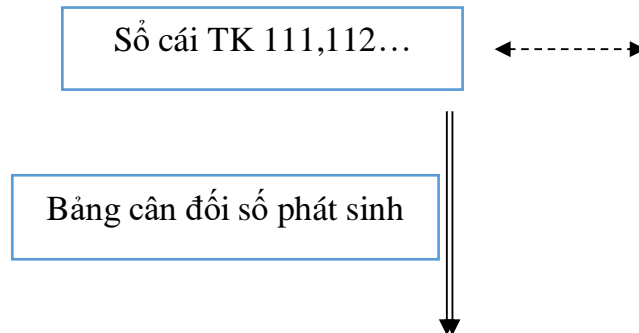 Sổ cái TK 111,112…
Bảng cân đối số phát sinh